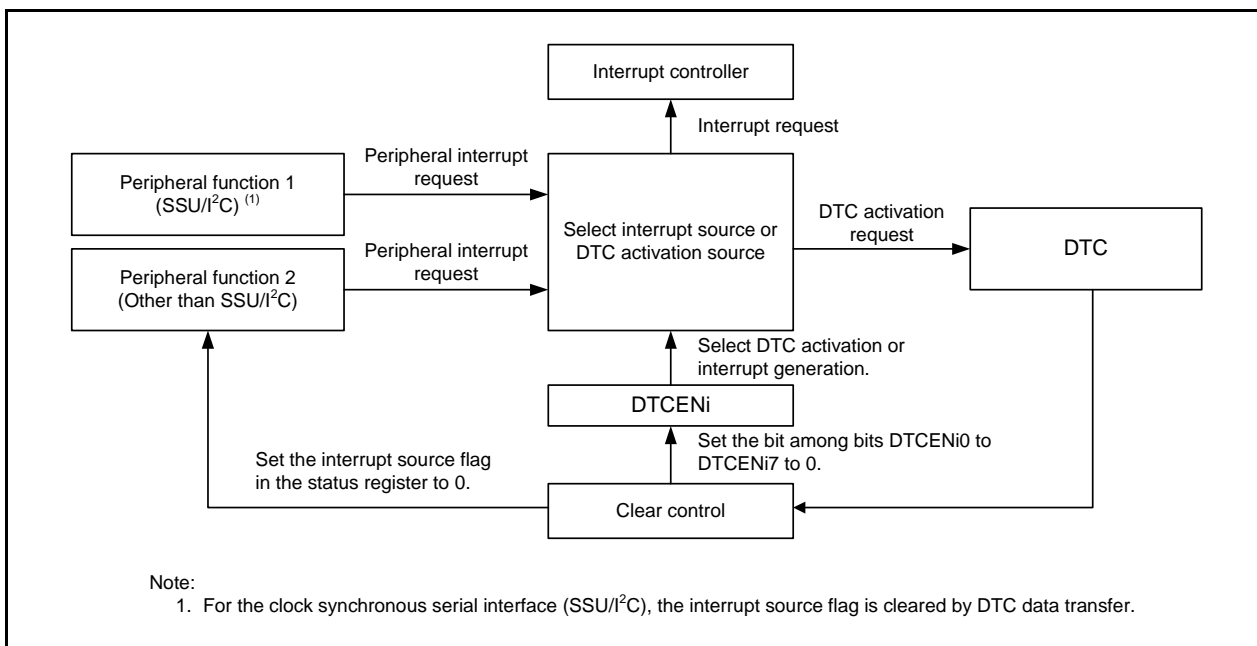 Interrupt controller
Interrupt request
Peripheral function 1
(SSU/I²C) (1)
Peripheral interrupt
request
Peripheral function 2
(Other than SSU/I²C)
Peripheral interrupt
request
Select interrupt source or
DTC activation source
DTC activation
request
DTC
Select DTC activation or
interrupt generation.
DTCENi
Set the bit among bits DTCENi0 to
DTCENi7 to 0.
Set the interrupt source flag
in the status register to 0.
Clear control
Note:
1. For the clock synchronous serial interface (SSU/I²C), the interrupt source flag is cleared by DTC data transfer.